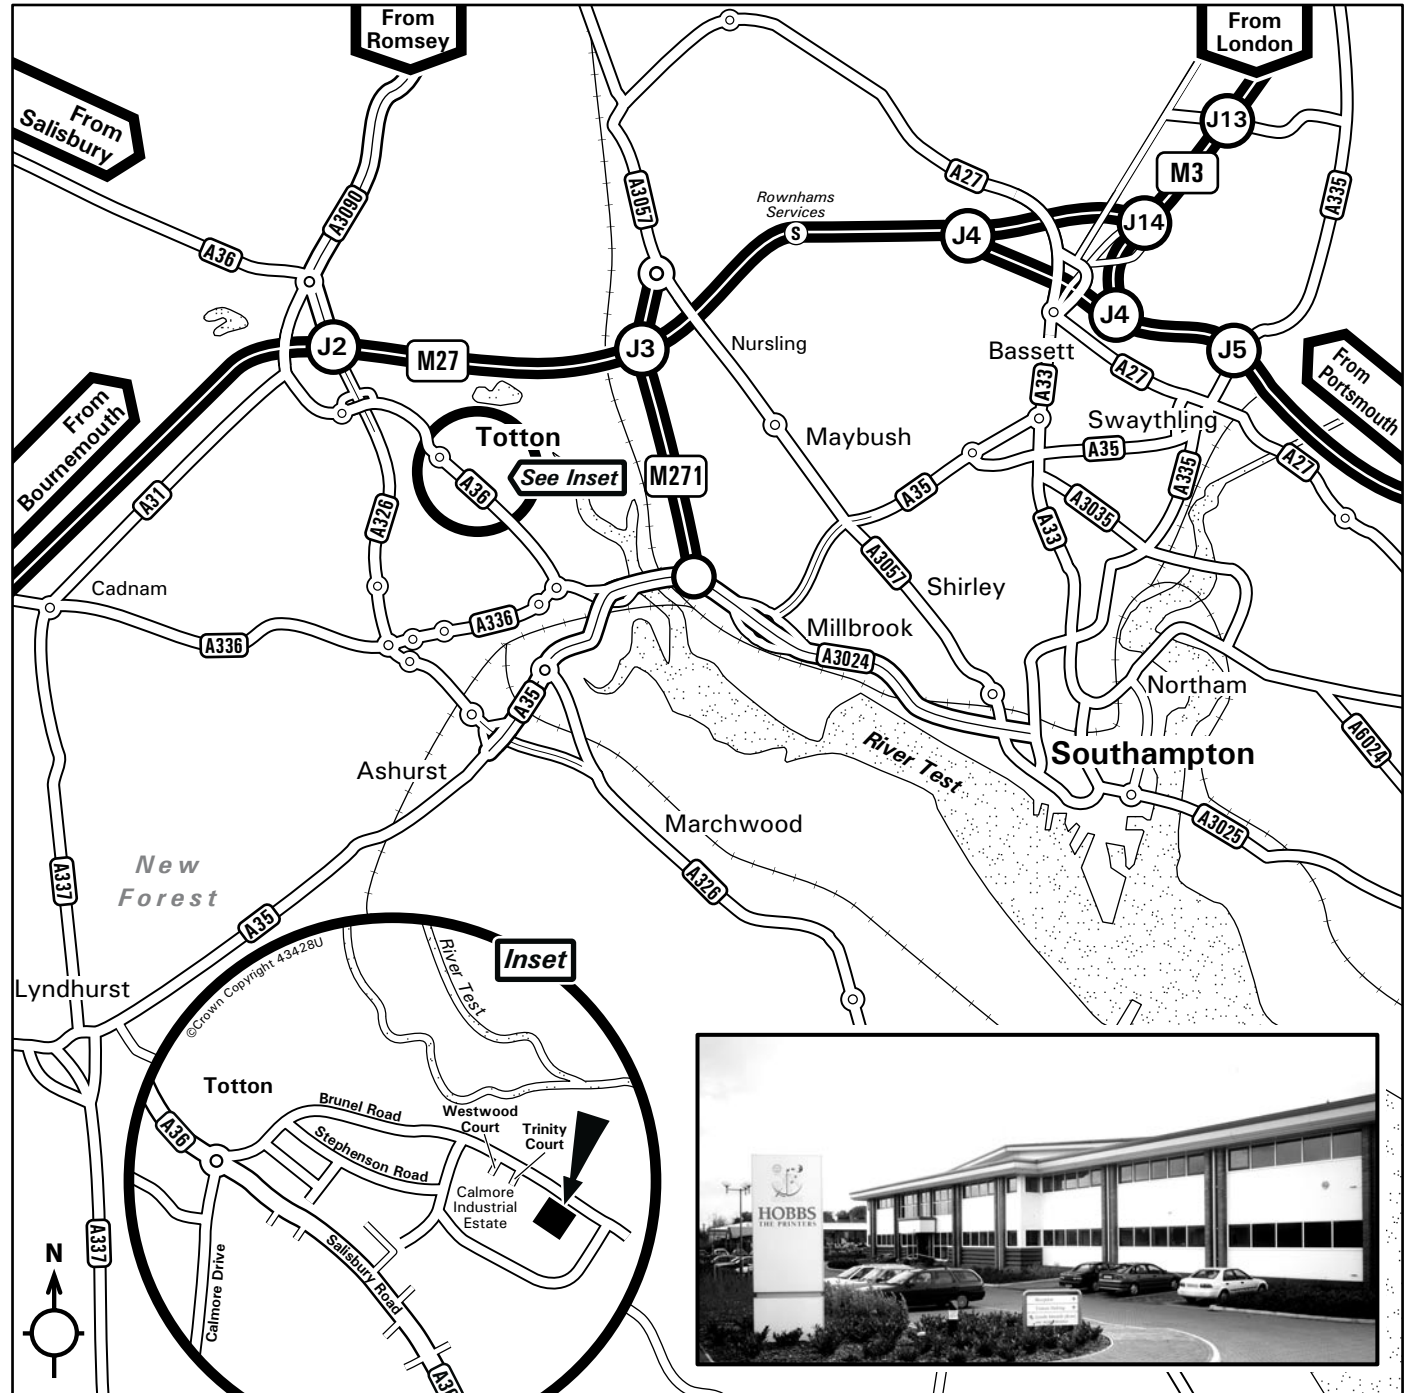 From
Romsey
From
London
From
Salisbury
J13
M3
A27
A3057
A335
A3090
Rownhams
Services
S
J4
J14
A36
J4
J2
M27
J3
Nursling
Bassett
J5
From
Portsmouth
A27
A33
From
Bournemouth
Totton
See Inset
M271
Maybush
Swaythling
A35
A335
A27
A31
A36
A326
A35
A3035
A33
A3057
Cadnam
Shirley
A336
A336
Millbrook
A3024
A35
Northam
A6024
Southampton
River Test
Ashurst
Marchwood
A3025
New
Forest
A337
A326
A35
Lyndhurst
©Crown Copyright 43428U
Inset
River Test
Totton
Brunel Road
Westwood
Court
Trinity
Court
A36
Stephenson Road
Calmore
Industrial
Estate
Salisbury Road
Calmore Drive
A337
N
HOBBS
THE PRINTERS